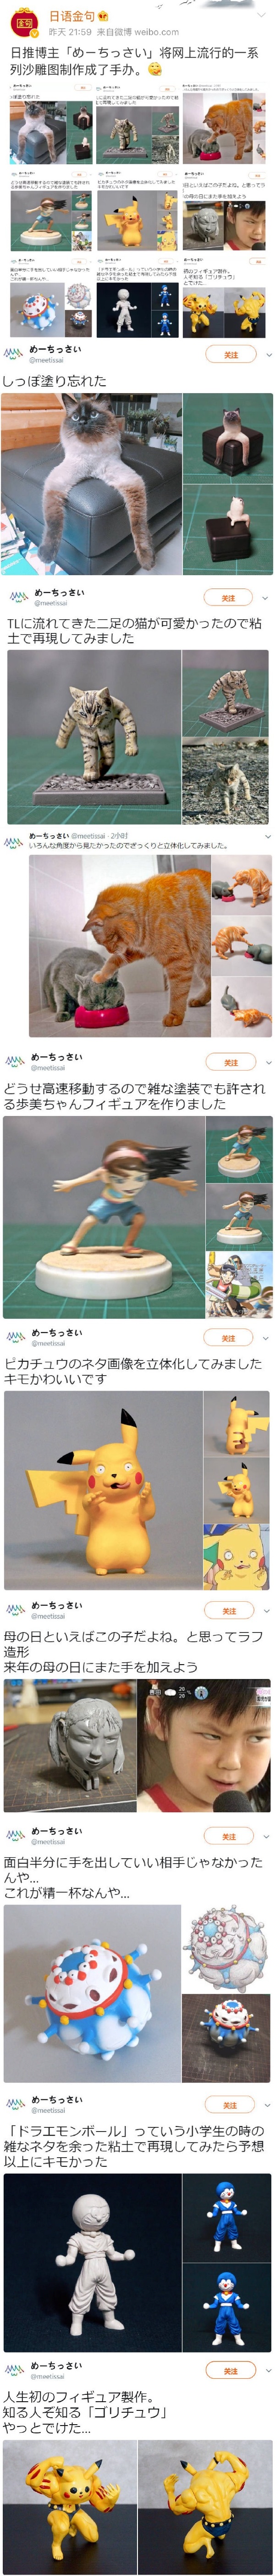 日语金句
昨天 21:59 来自微博 weibo.com
日推博主「めーちっさい」将网上流行的一系
列沙雕图制作成了手办。
めーちっさい
@meetissai
关注
しっぽ塗り忘れた
めーちっさい
@meetissai
关注
TLに流れてきた二足の猫が可愛かったので粘
土で再現してみました
めーちっさい @meetissai · 2小时
いろんな角度から見たかったのでざっくりと立体化してみました。
めーちっさい
@meetissai
关注
どうせ高速移動するので雑な塗装でも許され
る歩美ちゃんフィギュアを作りました
めーちっさい
@meetissai
关注
ピカチュウのネタ画像を立体化してみました
キモかわいいです
めーちっさい
@meetissai
关注
母の日といえばこの子だよね。と思ってラフ
造形
来年の母の日にまた手を加えよう
めーちっさい
@meetissai
关注
面白半分に手を出していい相手じゃなかった
んや...
これが精一杯なんや...
めーちっさい
@meetissai
关注
「ドラエモンボール」っていう小学生の時の
雑なネタを余った粘土で再現してみたら予想
以上にキモかった
めーちっさい
@meetissai
关注
人生初のフィギュア製作。
知る人ぞ知る「ゴリチュウ」
やっとでけた...